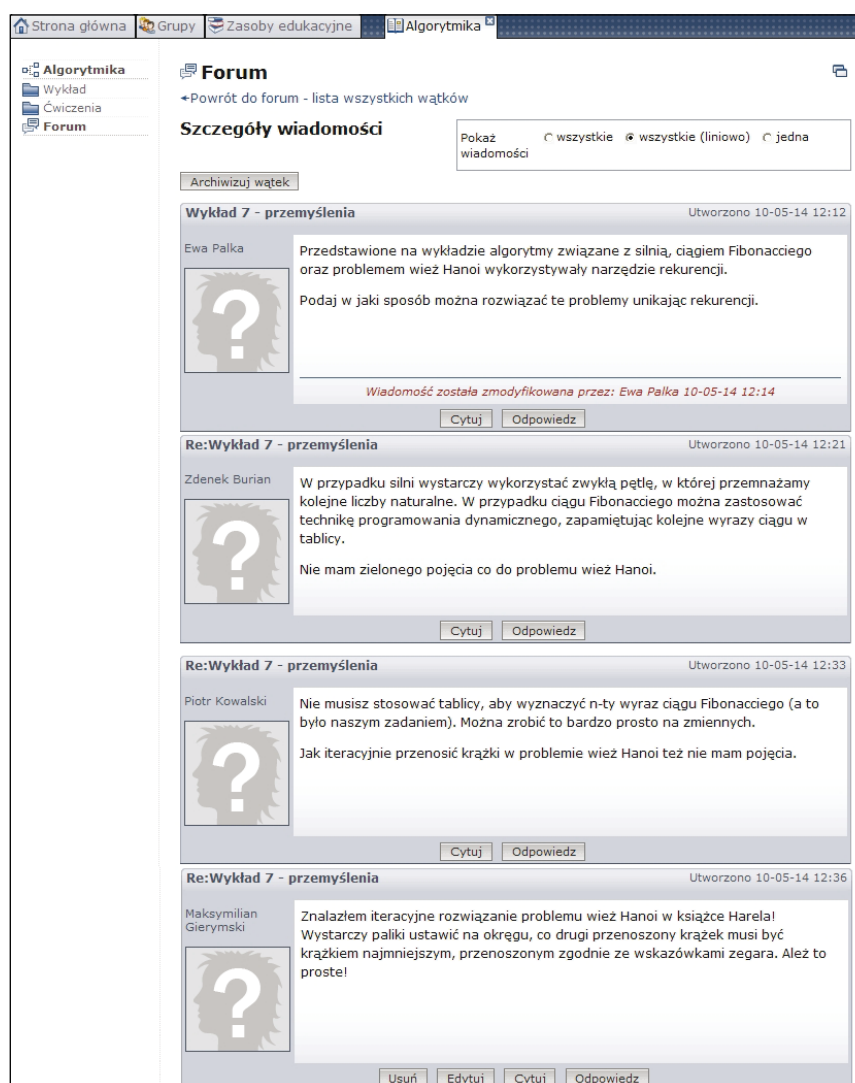 Strona główna Grupy Zasoby edukacyjne Algorytmika
Algorytmika
Wykład
Ćwiczenia
Forum
Forum
Powrót do forum - lista wszystkich wątków
Szczegóły wiadomości
Pokaż wiadomości wszystkie wszystkie (liniowo) jedna
Archiwizuj wątek
Wykład 7 - przemyślenia Utworzono 10-05-14 12:12
Ewa Palka
Przedstawione na wykładzie algorytmy związane z silnią, ciągiem Fibonacciego
oraz problemem wież Hanoi wykorzystywały narzędzie rekurencji.
Podaj w jaki sposób można rozwiązać te problemy unikając rekurencji.
Wiadomość została zmodyfikowana przez: Ewa Palka 10-05-14 12:14
Cytuj Odpowiedz
Re:Wykład 7 - przemyślenia Utworzono 10-05-14 12:21
Zdenek Burian
W przypadku silni wystarczy wykorzystać zwykłą pętlę, w której przemnażamy
kolejne liczby naturalne. W przypadku ciągu Fibonacciego można zastosować
technikę programowania dynamicznego, zapamiętując kolejne wyrazy ciągu w
tablicy.
Nie mam zielonego pojęcia co do problemu wież Hanoi.
Cytuj Odpowiedz
Re:Wykład 7 - przemyślenia Utworzono 10-05-14 12:33
Piotr Kowalski
Nie musisz stosować tablicy, aby wyznaczyć n-ty wyraz ciągu Fibonacciego (a to
było naszym zadaniem). Można zrobić to bardzo prosto na zmiennych.
Jak iteracyjnie przenosić krążki w problemie wież Hanoi też nie mam pojęcia.
Cytuj Odpowiedz
Re:Wykład 7 - przemyślenia Utworzono 10-05-14 12:36
Maksymilian
Gierymski
Znalazłem iteracyjne rozwiązanie problemu wież Hanoi w książce Harela!
Wystarczy paliki ustawić na okręgu, co drugi przenoszony krążek musi być
krążkiem najmniejszym, przenoszonym zgodnie ze wskazówkami zegara. Ależ to
proste!
Usuń Edytuj Cytuj Odpowiedz